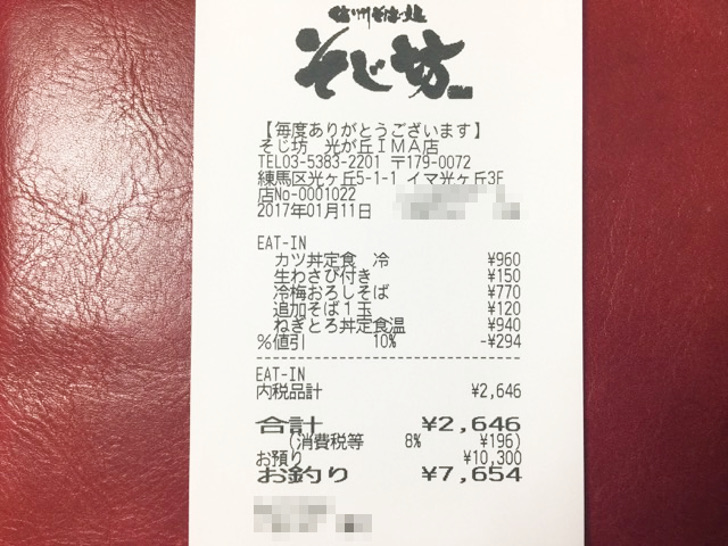 信州そば処
そじ坊
【毎度ありがとうございます】
そじ坊 光が丘IMA店
TEL03-5383-2201 〒179-0072
練馬区光ヶ丘5-1-1 イマ光ヶ丘3F
店No-0001022
2017年01月11日
EAT-IN
カツ丼定食 冷 ¥960
生わさび付き ¥150
冷梅おろしそば ¥770
追加そば1玉 ¥120
ねぎとろ丼定食温 ¥940
%値引 10% -¥294
EAT-IN
内税品計 ¥2,646
合計 ¥2,646
(消費税等 8% ¥196)
お預り ¥10,300
お釣り ¥7,654